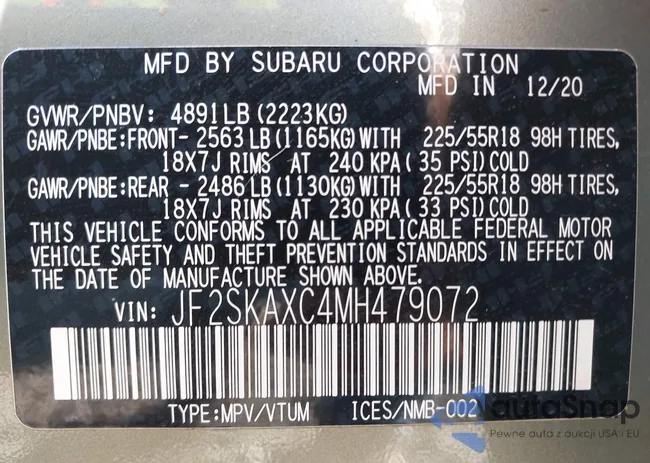 MFD BY SUBARU CORPORATION
MFD IN 12/20
GVWR/PNBV: 4891LB (2223KG)
GAWR/PNBE:FRONT- 2563 LB (1165KG) WITH 225/55R18 98H TIRES,
18X7J RIMS AT 240 KPA ( 35 PSI) COLD
GAWR/PNBE:REAR - 2486 LB (1130KG) WITH 225/55R18 98H TIRES,
18X7J RIMS AT 230 KPA ( 33 PSI) COLD
THIS VEHICLE CONFORMS TO ALL APPLICABLE FEDERAL MOTOR
VEHICLE SAFETY AND THEFT PREVENTION STANDARDS IN EFFECT ON
THE DATE OF MANUFACTURE SHOWN ABOVE.
VIN: JF2SKAXC4MH479072
TYPE:MPV/VTUM ICES/NMB-002
autaShop
Pewne auta z aukcji USA i EU